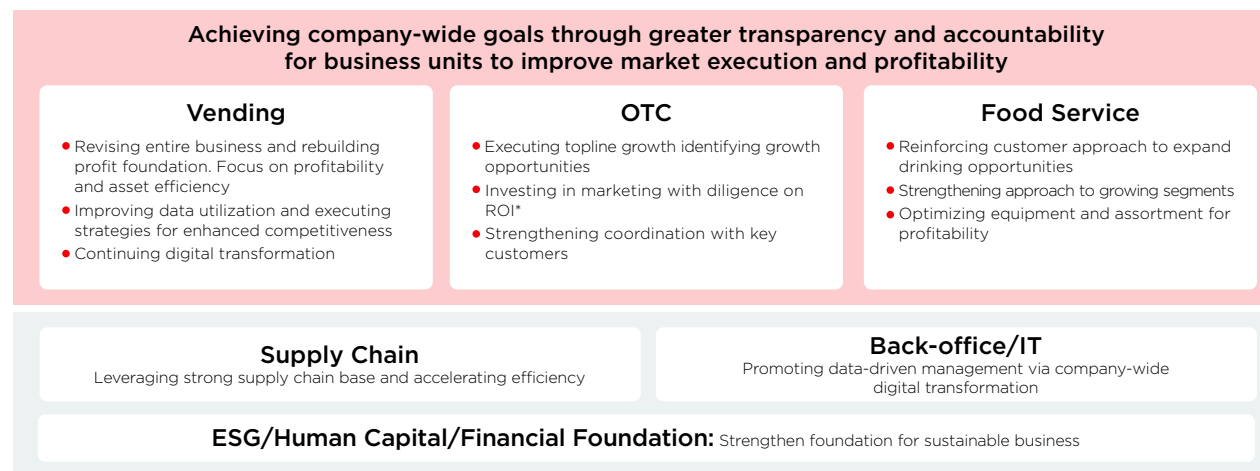 Achieving company-wide goals through greater transparency and accountability
for business units to improve market execution and profitability
Vending
• Revising entire business and rebuilding
profit foundation. Focus on profitability
and asset efficiency
• Improving data utilization and executing
strategies for enhanced competitiveness
• Continuing digital transformation
OTC
• Executing topline growth identifying growth
opportunities
• Investing in marketing with diligence on
ROI*
• Strengthening coordination with key
customers
Food Service
• Reinforcing customer approach to expand
drinking opportunities
• Strengthening approach to growing segments
• Optimizing equipment and assortment for
profitability
Supply Chain
Leveraging strong supply chain base and accelerating efficiency
Back-office/IT
Promoting data-driven management via company-wide
digital transformation
ESG/Human Capital/Financial Foundation: Strengthen foundation for sustainable business